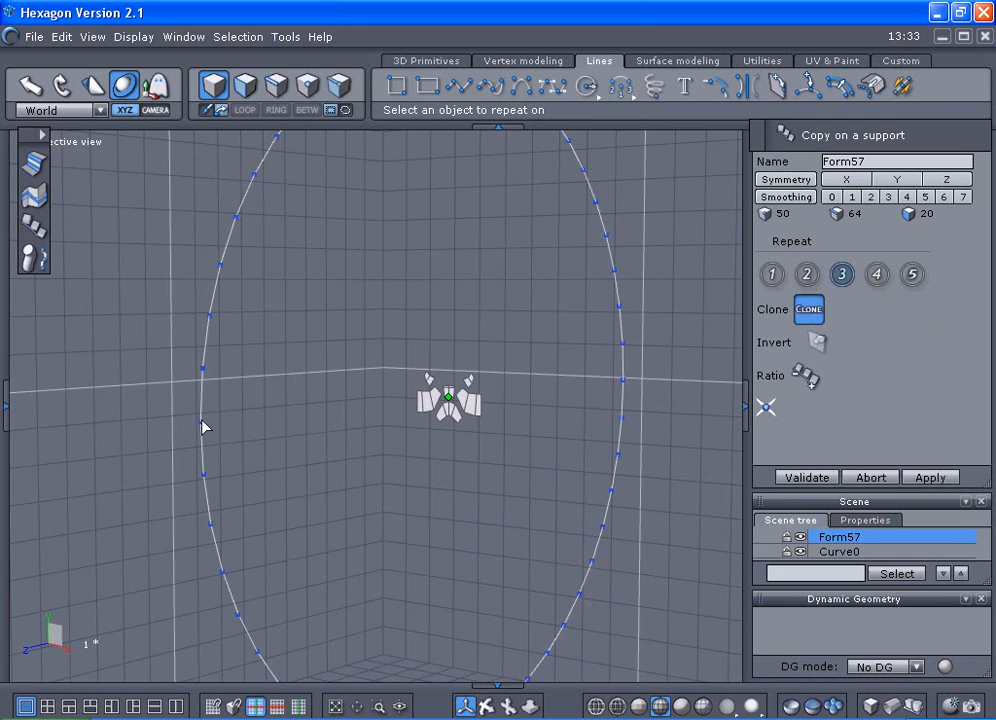 Hexagon Version 2.1
File Edit View Display Window Selection Tools Help
13:33
3D Primitives Vertex modeling Lines Surface modeling Utilities UV & Paint Custom
World XYZ CAMERA LOOP RING BETW
Select an object to repeat on
ective view
Copy on a support
Name Form57
Symmetry X Y Z
Smoothing 0 1 2 3 4 5 6 7
50 64 20
Repeat
1 2 3 4 5
Clone CLONE
Invert
Ratio
Validate Abort Apply
Scene
Scene tree Properties
Form57
Curve0
Select
Dynamic Geometry
DG mode: No DG
Y
Z X
1 *
T